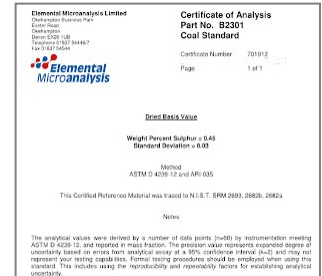 Elemental Microanalysis Limited
Okehampton Business Park
Exeter Road
Okehampton
Devon EX20 1UB
Telephone 01837 54446/7
Fax 01837 54544
Elemental
Microanalysis
Certificate of Analysis
Part No. B2301
Coal Standard
Certificate Number 701912
Page 1 of 1
Dried Basis Value
Weight Percent Sulphur = 0.45
Standard Deviation = 0.03
Method
ASTM D 4239-12 and ARI-035
This Certified Reference Material was traced to N.I.S.T. SRM 2693, 2682b, 2682a
Notes
The analytical values were derived by a number of data points (n=50) by instrumentation meeting
ASTM D 4239-12, and reported in mass fraction. The precision value represents expanded degree of
uncertainty based on errors from analytical assay at a 95% confidence interval (k=2) and may not
represent your testing capabilities. Formal testing procedures should be employed when using this
standard. This includes using the reproducibility and repeatability factors for establishing analytical
uncertainty.